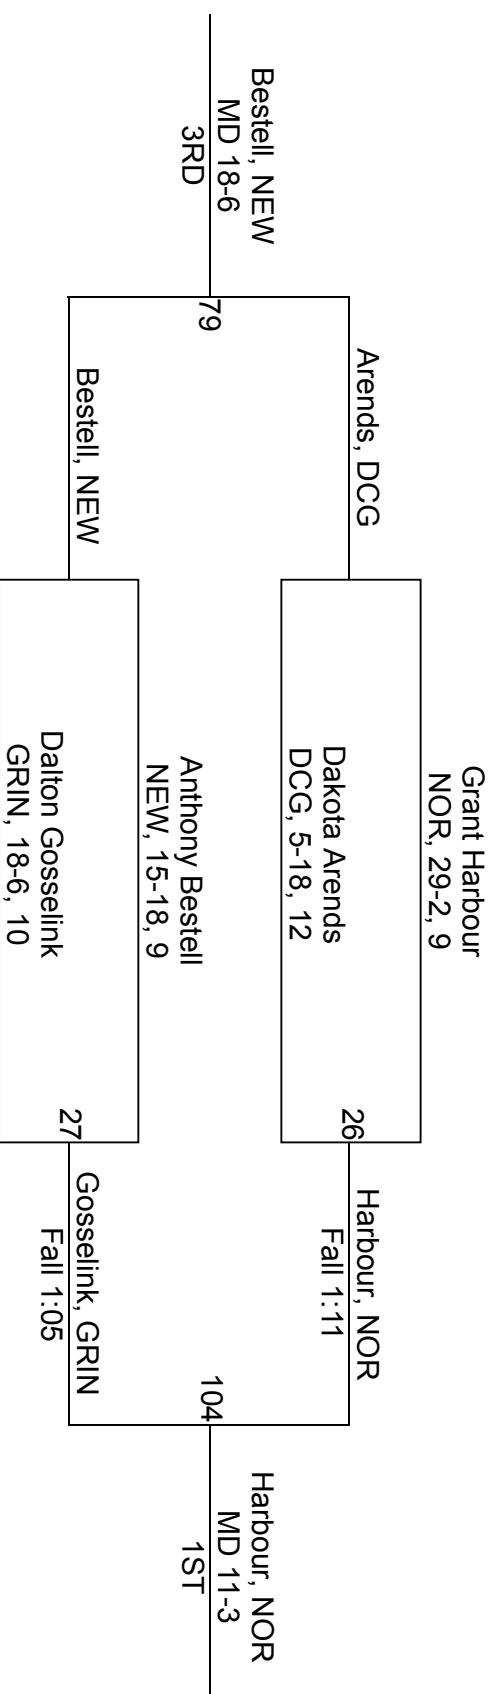 Grant Harbour
NOR, 29-2, 9
Arends, DCG
Dakota Arends
DCG, 5-18, 12
26
Harbour, NOR
Fall 1:11
Bestell, NEW
MD 18-6
3RD
79
104
Harbour, NOR
MD 11-3
1ST
Anthony Bestell
NEW, 15-18, 9
Bestell, NEW
Dalton Gosselink
GRIN, 18-6, 10
27
Gosselink, GRIN
Fall 1:05